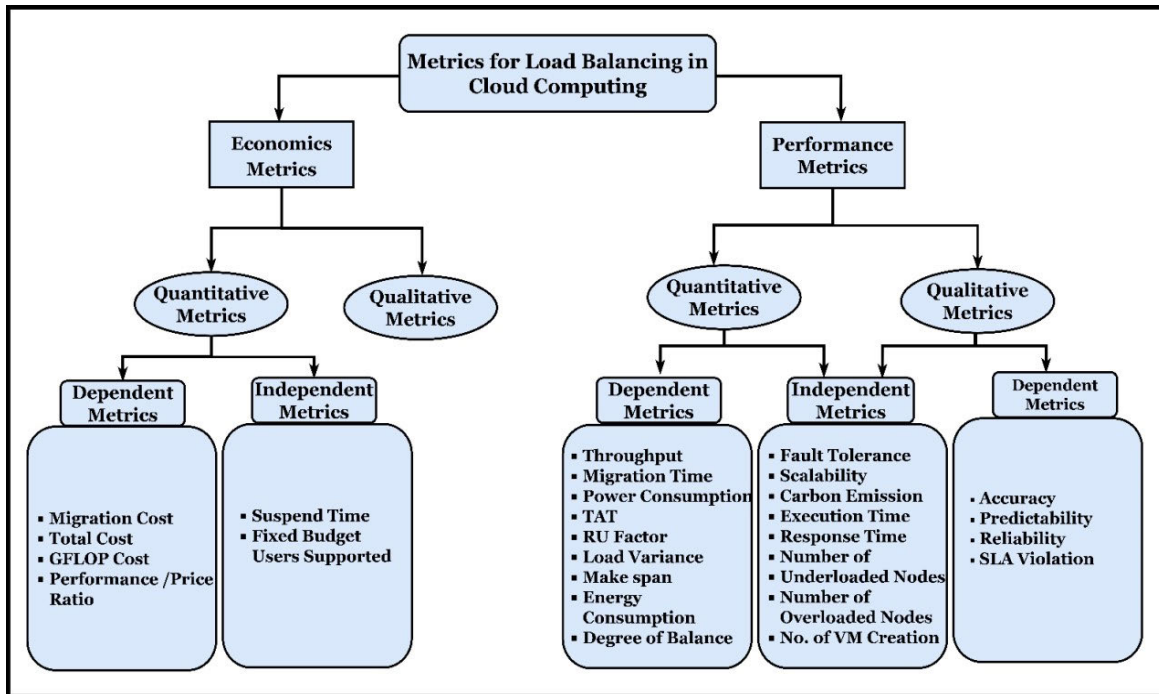 Metrics for Load Balancing in
Cloud Computing
Economics
Metrics
Performance
Metrics
Quantitative
Metrics
Qualitative
Metrics
Quantitative
Metrics
Qualitative
Metrics
Dependent
Metrics
Independent
Metrics
Dependent
Metrics
Independent
Metrics
Dependent
Metrics
▪ Migration Cost
▪ Total Cost
▪ GFLOP Cost
▪ Performance /Price
Ratio
▪ Suspend Time
▪ Fixed Budget
Users Supported
▪ Throughput
▪ Migration Time
▪ Power Consumption
▪ TAT
▪ RU Factor
▪ Load Variance
▪ Make span
▪ Energy
Consumption
▪ Degree of Balance
▪ Fault Tolerance
▪ Scalability
▪ Carbon Emission
▪ Execution Time
▪ Response Time
▪ Number of
▪ Underloaded Nodes
▪ Number of
Overloaded Nodes
▪ No. of VM Creation
▪ Accuracy
▪ Predictability
▪ Reliability
▪ SLA Violation